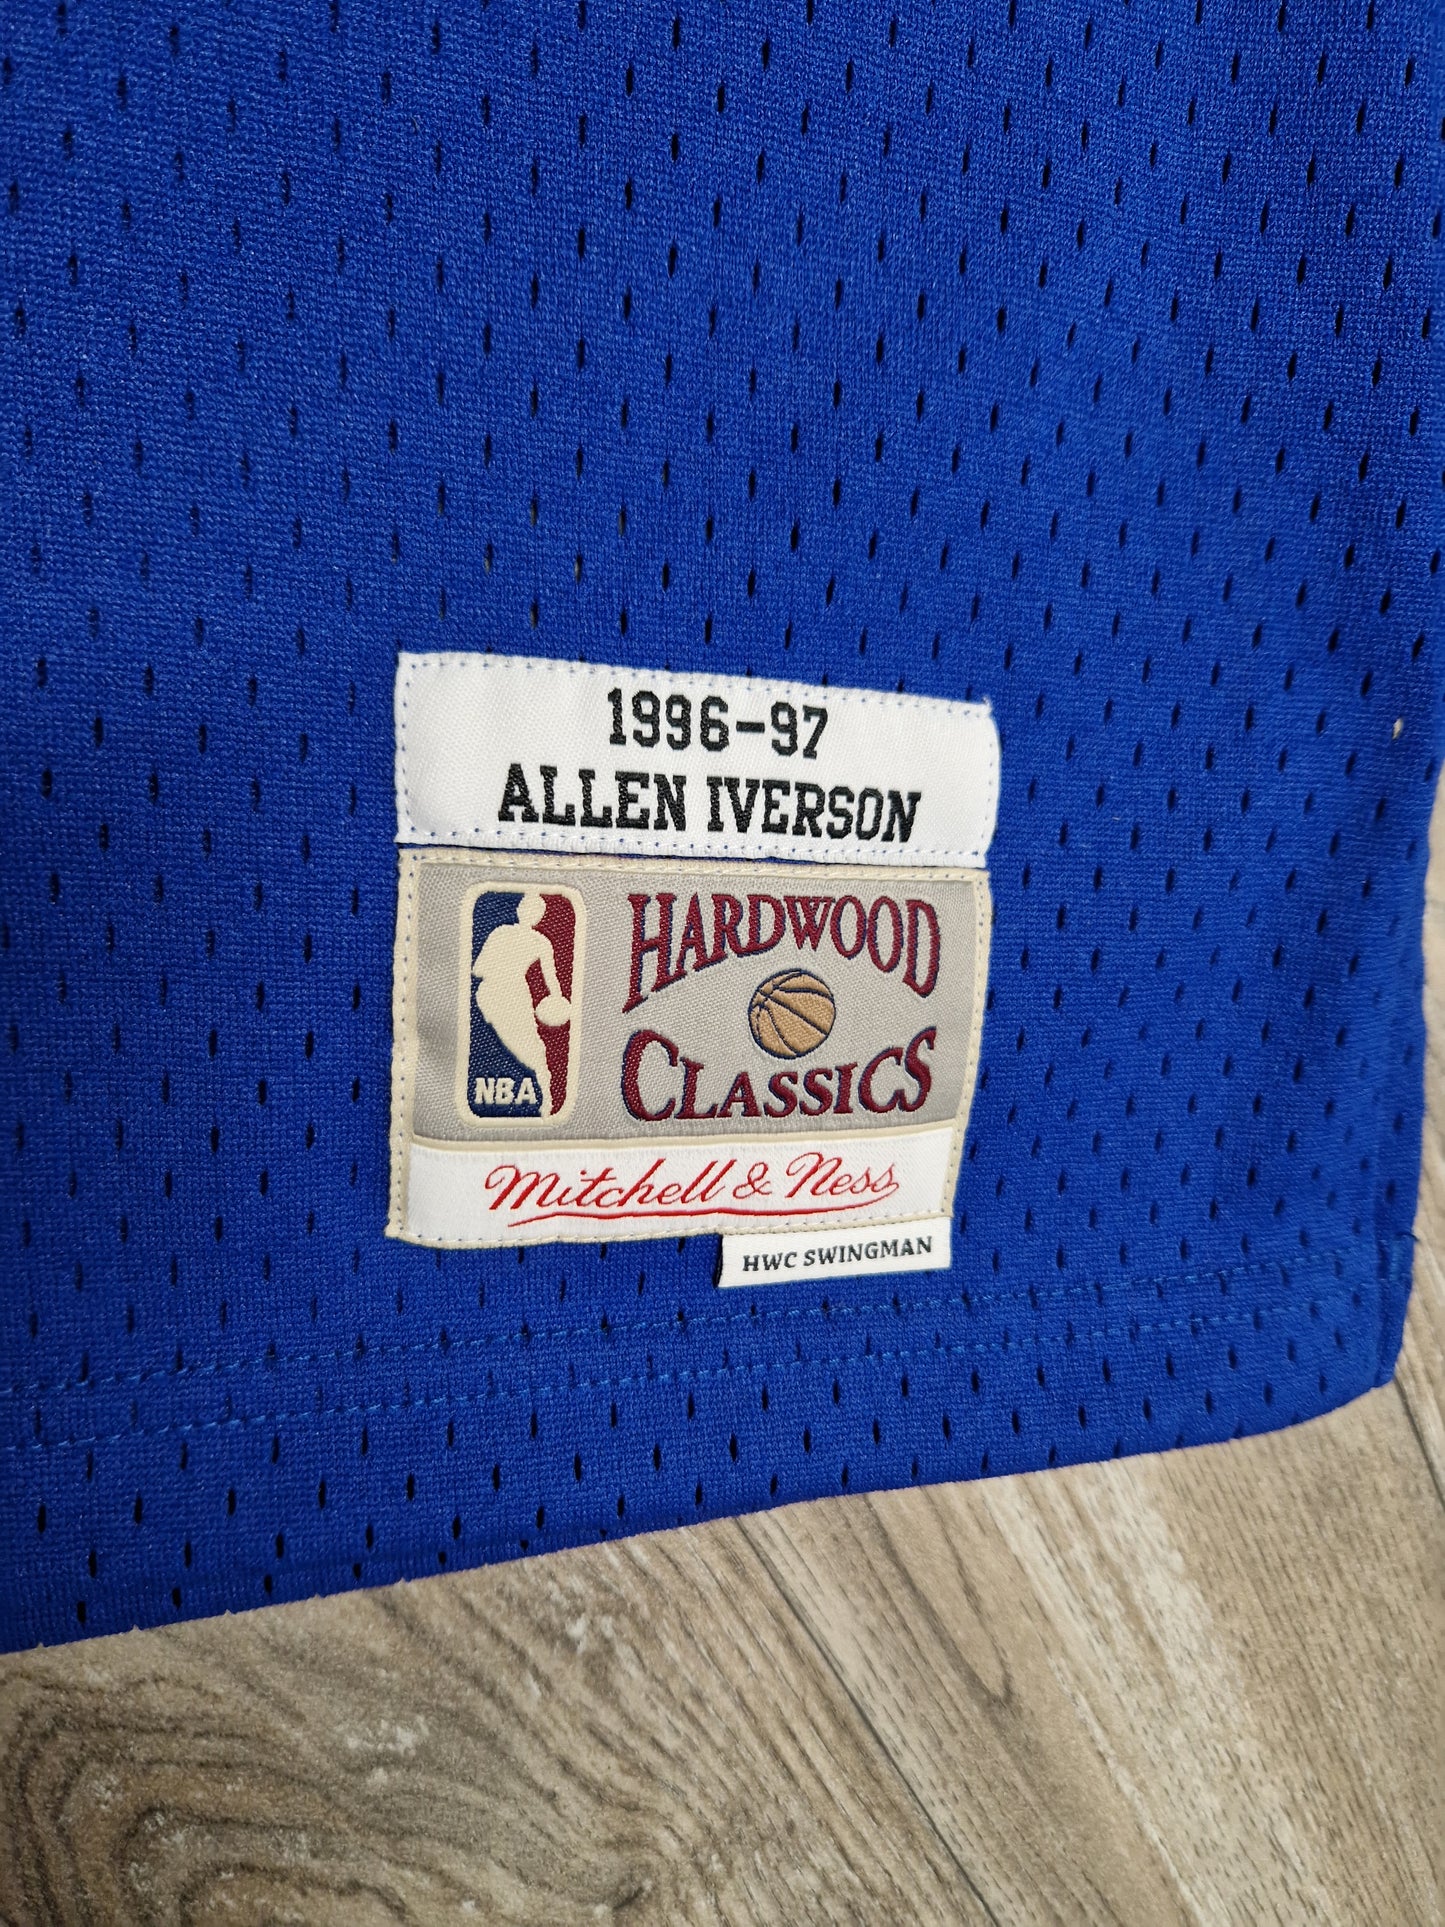 1996-97
ALLEN IVERSON
NBA
HARDWOOD
CLASSICS
Mitchell & Ness
HWC SWINGMAN